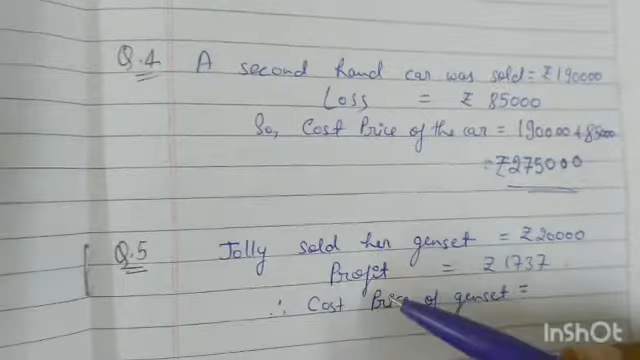 Q.4 A second hand car was sold = ₹190000
Loss = ₹ 85000
So, Cost Price of the car = 190000 + 85000
= ₹275000
Q.5 Jolly sold her genset = ₹20000
Profit = ₹1737
∴ Cost Price of genset =
InShOt